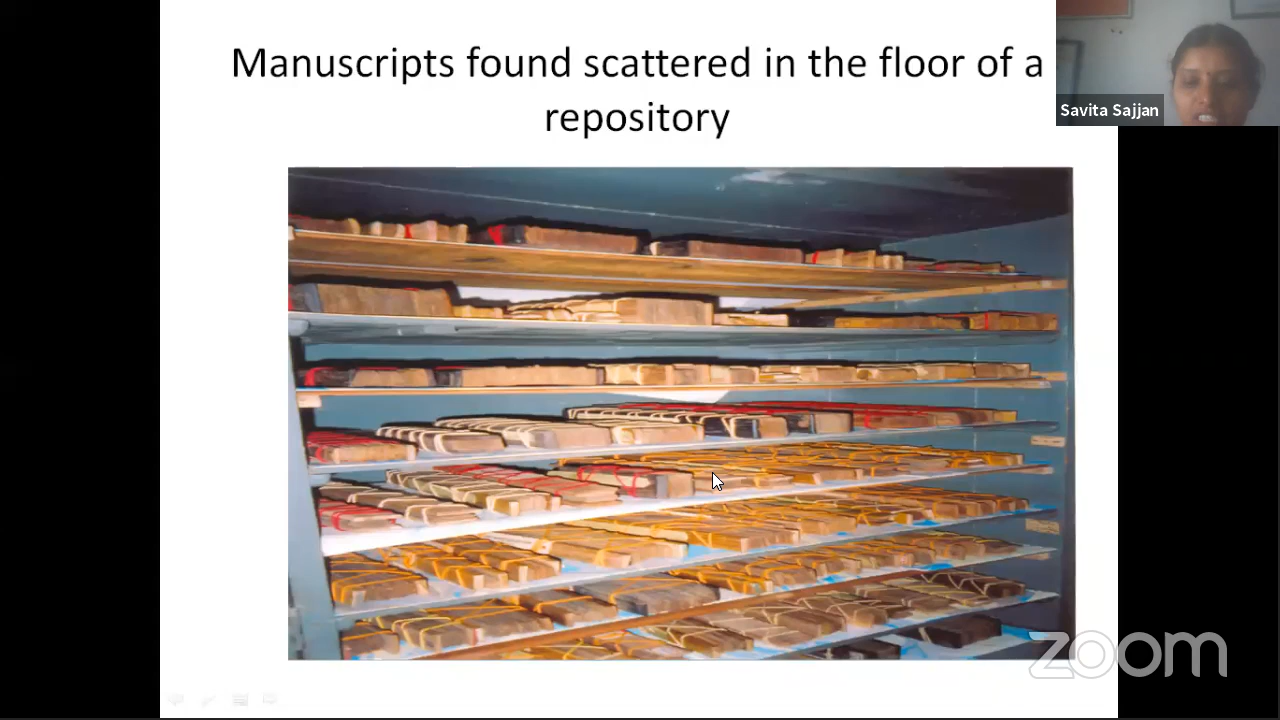 Manuscripts found scattered in the floor of a
repository
Savita Sajjan
zoom